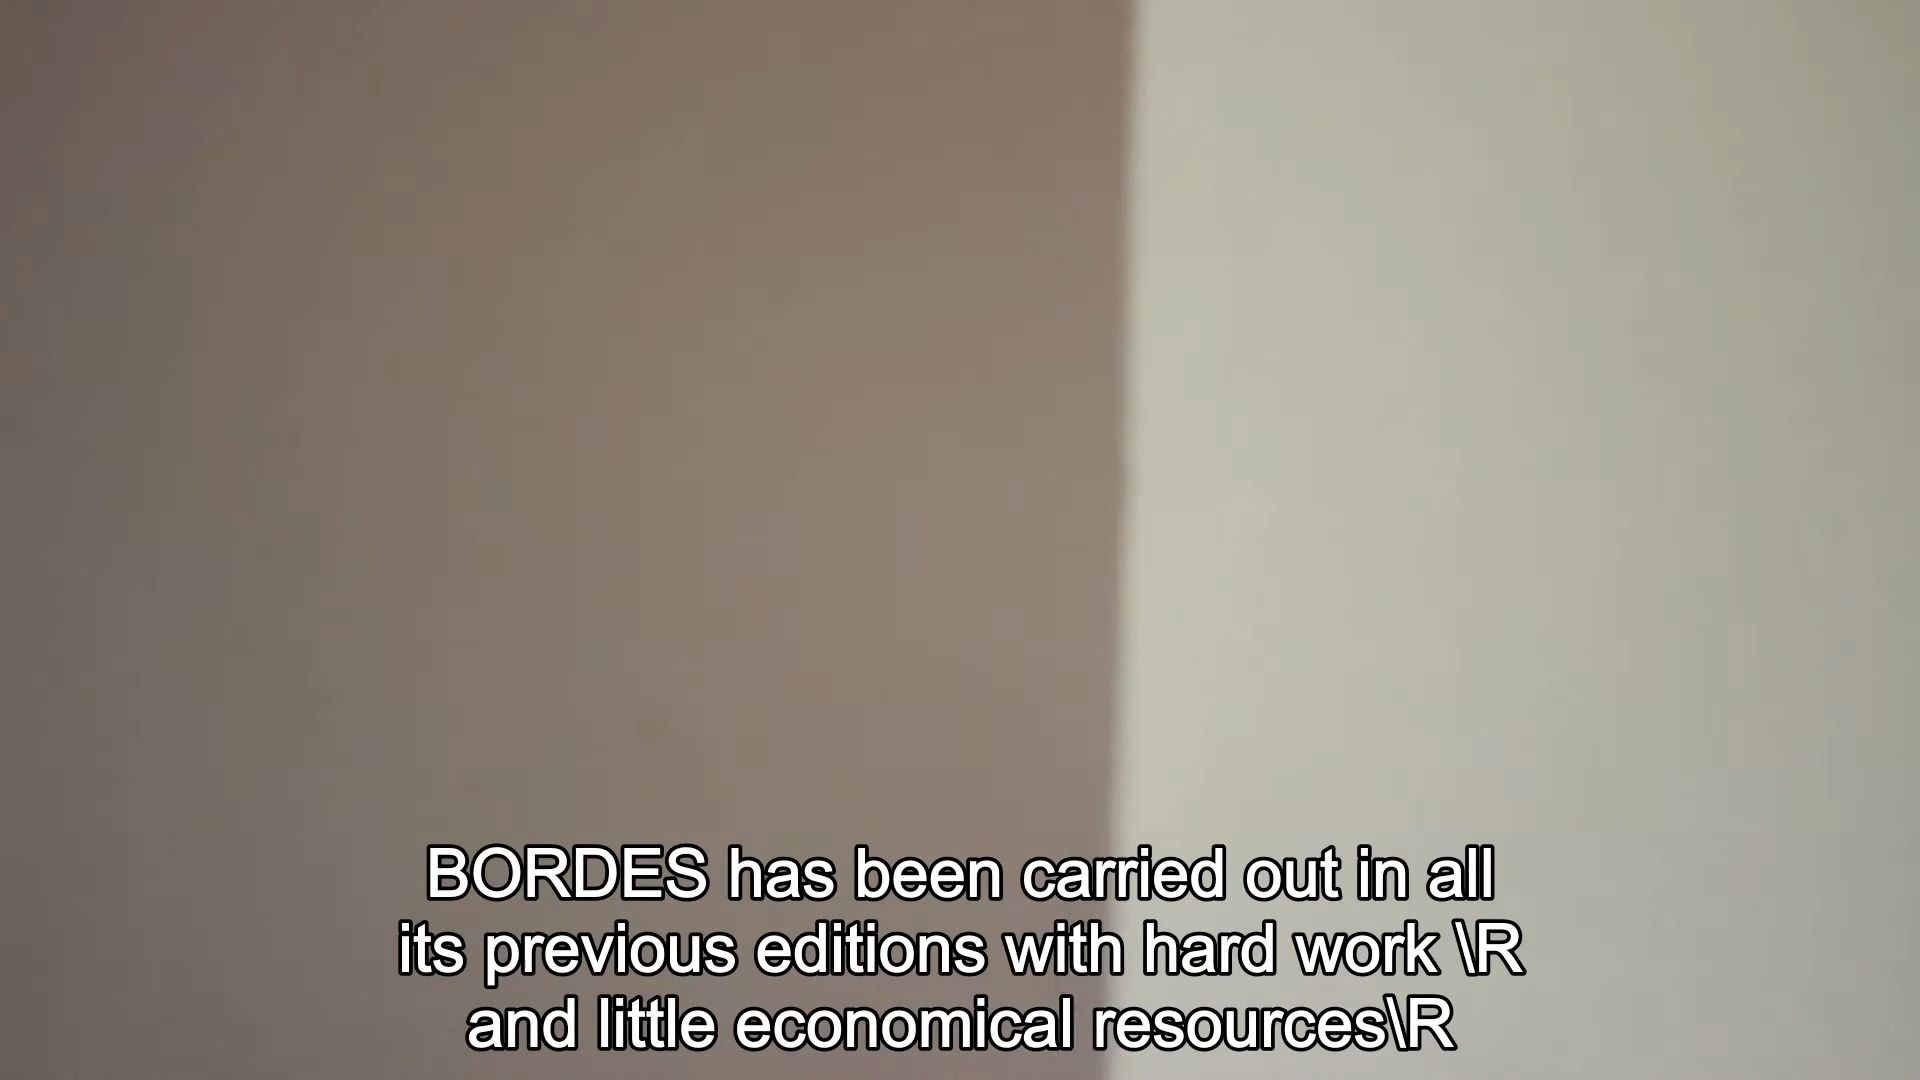 BORDES has been carried out in all
its previous editions with hard work \R
and little economical resources\R